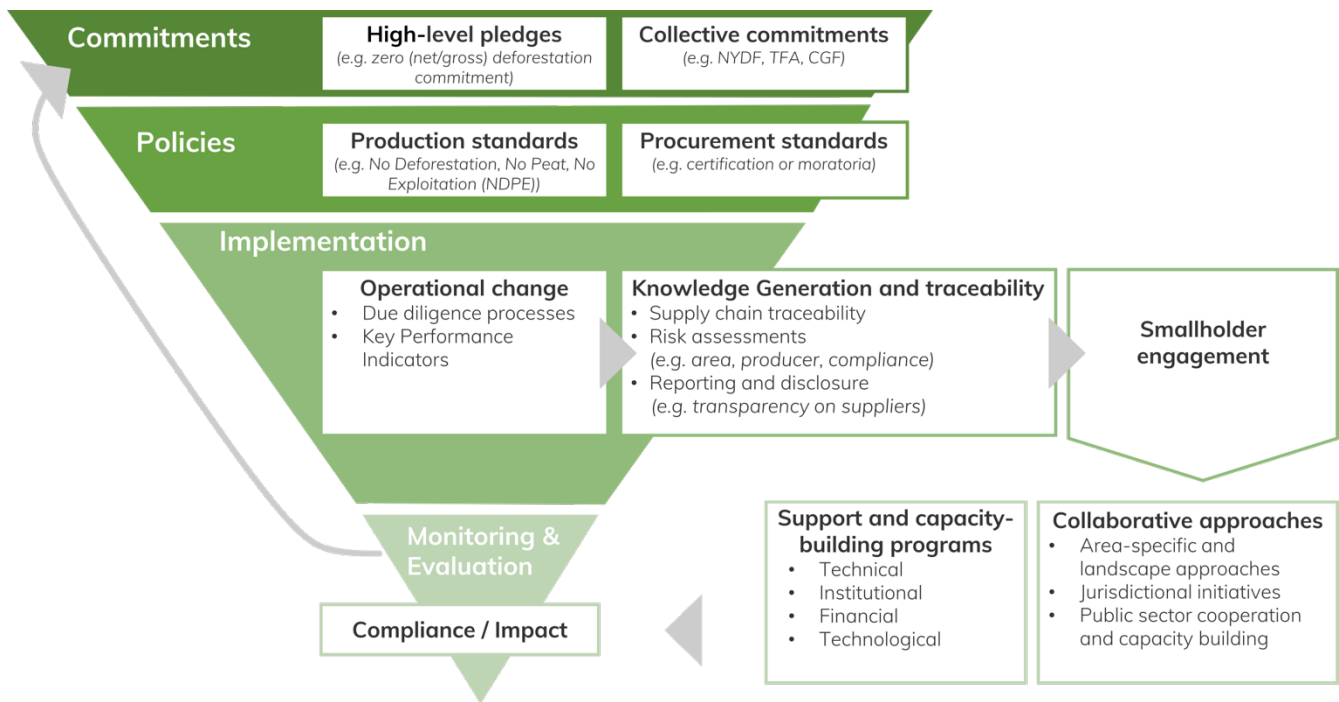 Commitments
High-level pledges
(e.g. zero (net/gross) deforestation
commitment)
Collective commitments
(e.g. NYDF, TFA, CGF)
Policies
Production standards
(e.g. No Deforestation, No Peat, No
Exploitation (NDPE))
Procurement standards
(e.g. certification or moratoria)
Implementation
Operational change
• Due diligence processes
• Key Performance
Indicators
Knowledge Generation and traceability
• Supply chain traceability
• Risk assessments
(e.g. area, producer, compliance)
• Reporting and disclosure
(e.g. transparency on suppliers)
Smallholder
engagement
Monitoring &
Evaluation
Compliance / Impact
Support and capacity-
building programs
• Technical
• Institutional
• Financial
• Technological
Collaborative approaches
• Area-specific and
landscape approaches
• Jurisdictional initiatives
• Public sector cooperation
and capacity building